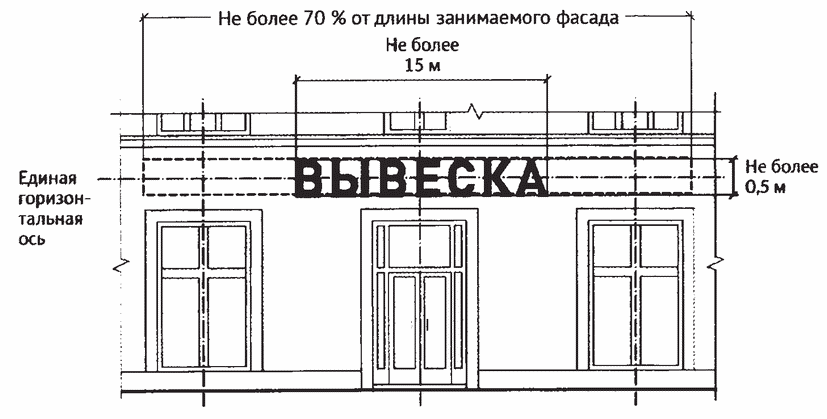 Не более 70 % от длины занимаемого фасада
Не более
15 м
ВЫВЕСКА
Единая
горизон-
тальная
ось
Не более
0,5 м